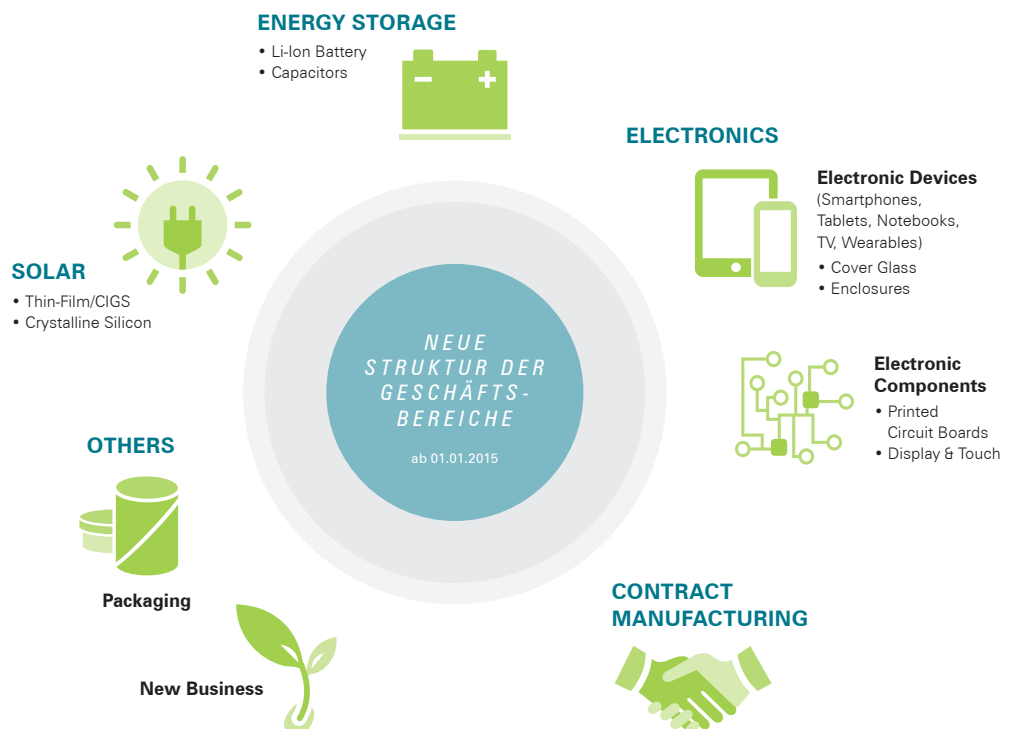 ENERGY STORAGE
• Li-Ion Battery
• Capacitors
ELECTRONICS
Electronic Devices
(Smartphones,
Tablets, Notebooks,
TV, Wearables)
• Cover Glass
• Enclosures
SOLAR
• Thin-Film/CIGS
• Crystalline Silicon
NEUE
STRUKTUR DER
GESCHÄFTS-
BEREICHE
ab 01.01.2015
Electronic
Components
• Printed
Circuit Boards
• Display & Touch
OTHERS
Packaging
New Business
CONTRACT
MANUFACTURING